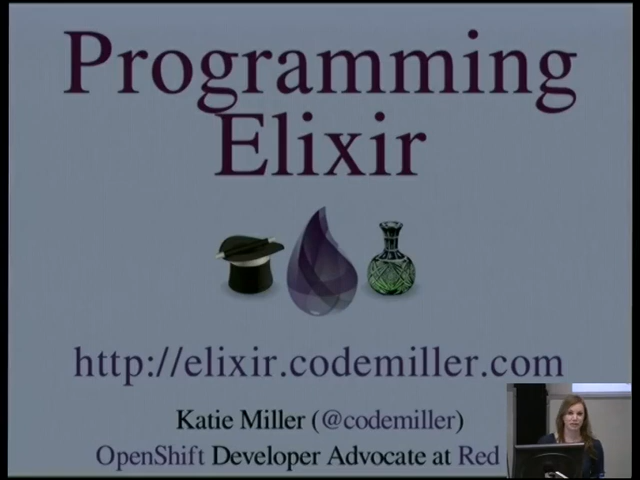 Programming
Elixir
http://elixir.codemiller.com
Katie Miller (@codemiller)
OpenShift Developer Advocate at Red